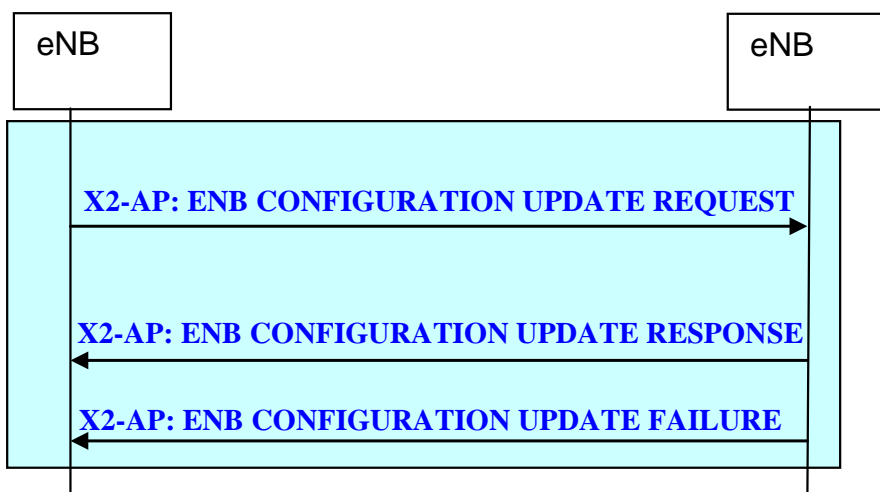 eNB
eNB
X2-AP: ENB CONFIGURATION UPDATE REQUEST
X2-AP: ENB CONFIGURATION UPDATE RESPONSE
X2-AP: ENB CONFIGURATION UPDATE FAILURE